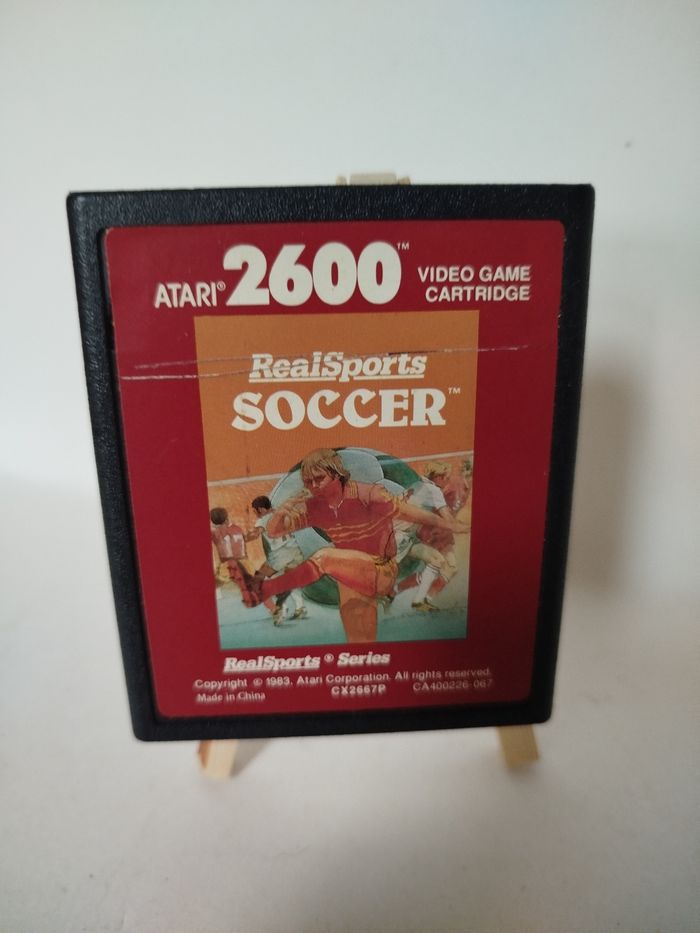 ATARI® 2600™ VIDEO GAME CARTRIDGE
RealSports
SOCCER™
17
RealSports ® Series
Copyright © 1983, Atari Corporation. All rights reserved.
Made in China CX2667P CA400226-067